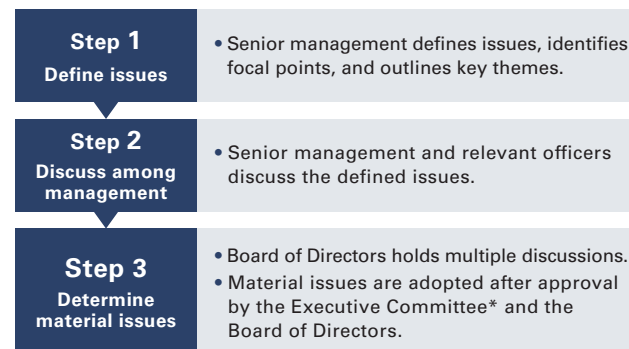 Step 1
Define issues
• Senior management defines issues, identifies
focal points, and outlines key themes.
Step 2
Discuss among
management
• Senior management and relevant officers
discuss the defined issues.
Step 3
Determine
material issues
• Board of Directors holds multiple discussions.
• Material issues are adopted after approval
by the Executive Committee* and the
Board of Directors.